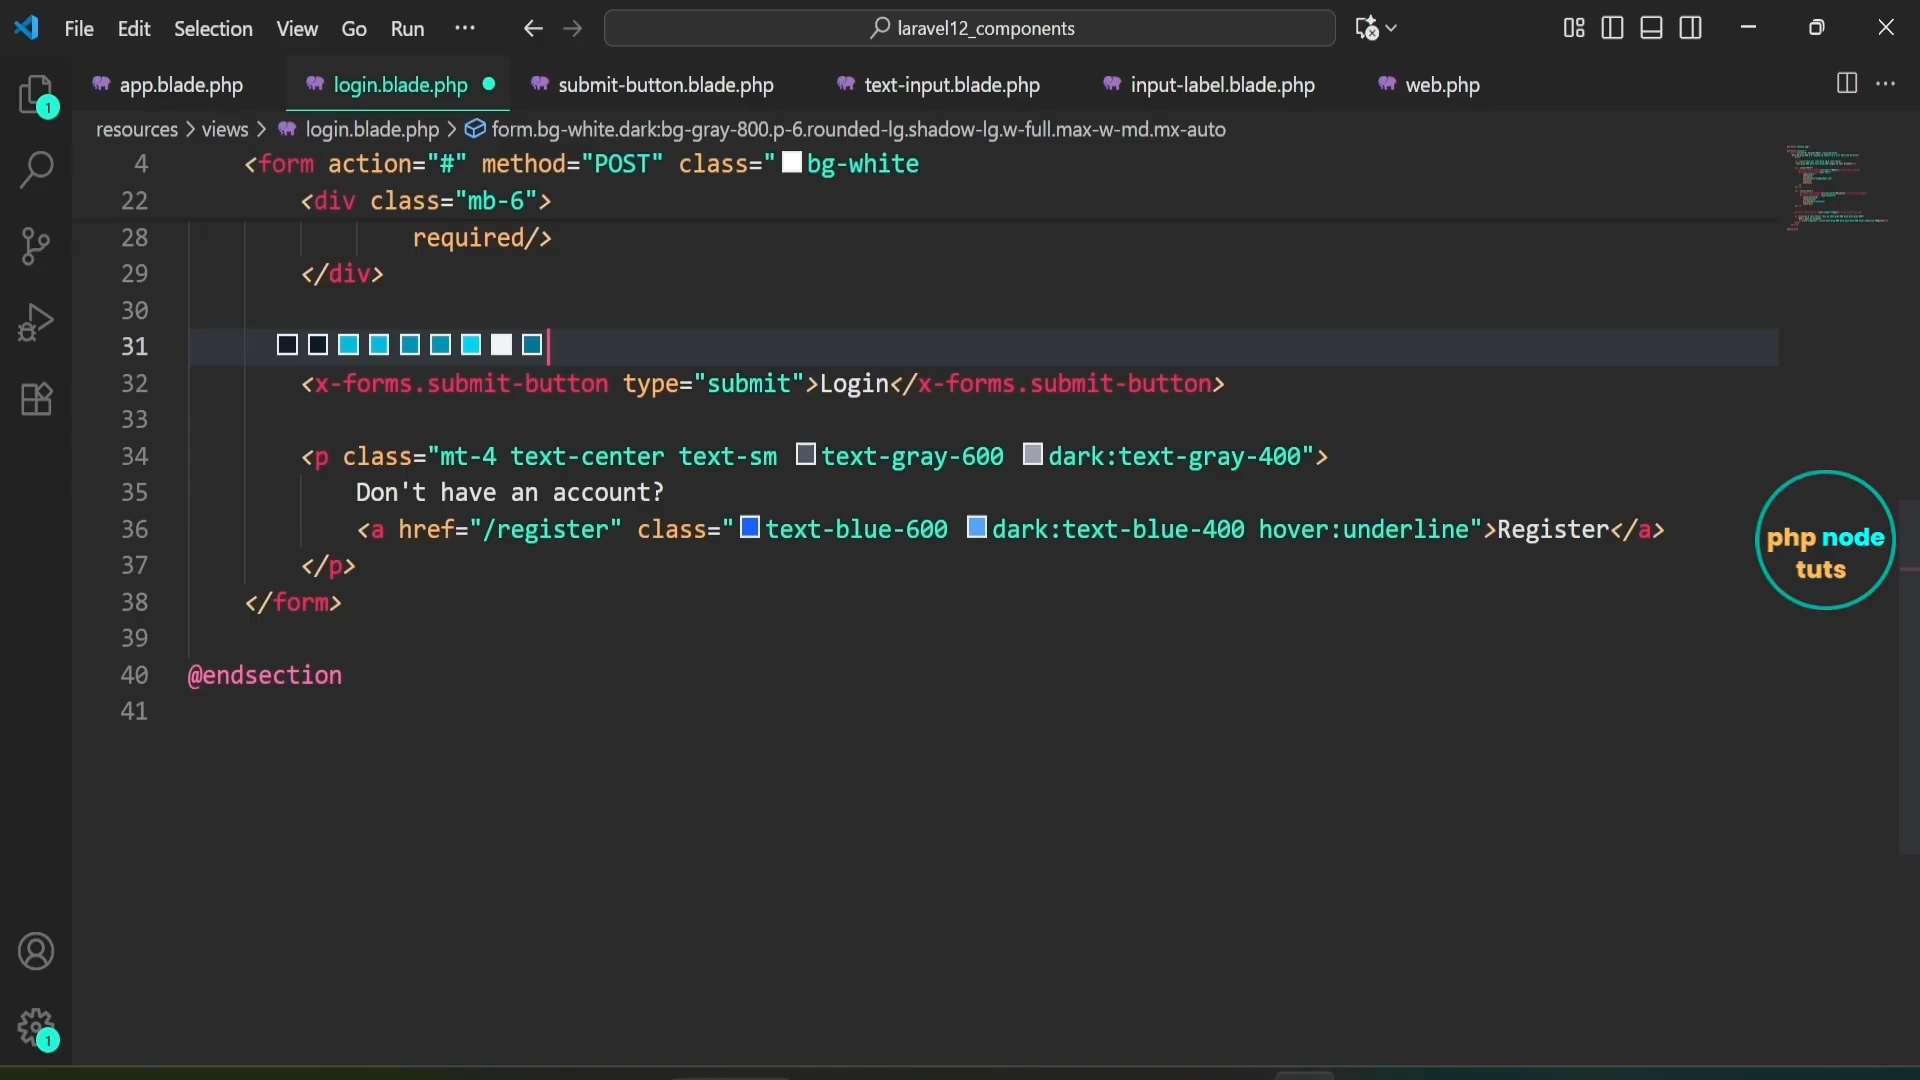 File Edit Selection View Go Run ··· laravel12_components
app.blade.php login.blade.php submit-button.blade.php text-input.blade.php input-label.blade.php web.php
resources > views > login.blade.php > form.bg-white.dark:bg-gray-800.p-6.rounded-lg.shadow-lg.w-full.max-w-md.mx-auto
4 <form action="#" method="POST" class="bg-white
22 <div class="mb-6">
28 required/>
29 </div>
30
31
32 <x-forms.submit-button type="submit">Login</x-forms.submit-button>
33
34 <p class="mt-4 text-center text-sm text-gray-600 dark:text-gray-400">
35 Don't have an account?
36 <a href="/register" class="text-blue-600 dark:text-blue-400 hover:underline">Register</a>
37 </p>
38 </form>
39
40 @endsection
41
php node
tuts
1
1